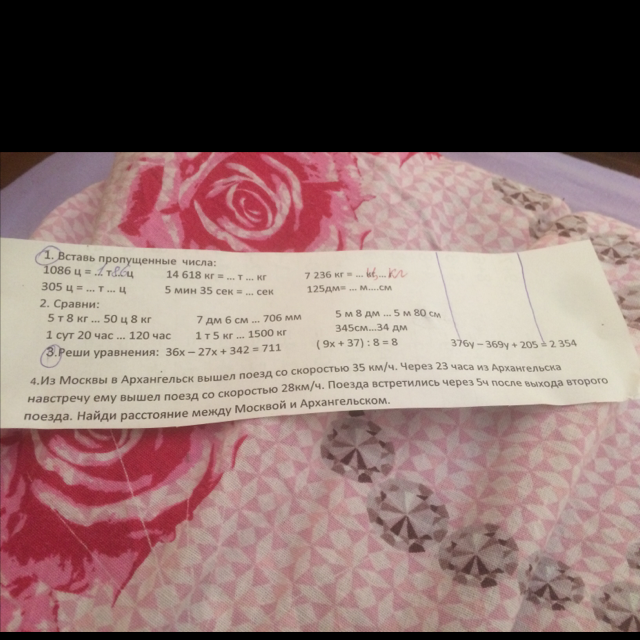 1. Вставь пропущенные числа:
1086 ц = ... т 86 ц 14 618 кг = ... т ... кг 7 236 кг = ... ц ... кг
305 ц = ... т ... ц 5 мин 35 сек = ... сек 125дм= ... м....см
2. Сравни:
5 т 8 кг ... 50 ц 8 кг 7 дм 6 см ... 706 мм 5 м 8 дм ... 5 м 80 см
1 сут 20 час ... 120 час 1 т 5 кг ... 1500 кг 345см...34 дм
3.Реши уравнения: 36х – 27х + 342 = 711 ( 9х + 37) : 8 = 8 376у – 369у + 205 = 2 354
4.Из Москвы в Архангельск вышел поезд со скоростью 35 км/ч. Через 23 часа из Архангельска
навстречу ему вышел поезд со скоростью 28км/ч. Поезда встретились через 5ч после выхода второго
поезда. Найди расстояние между Москвой и Архангельском.